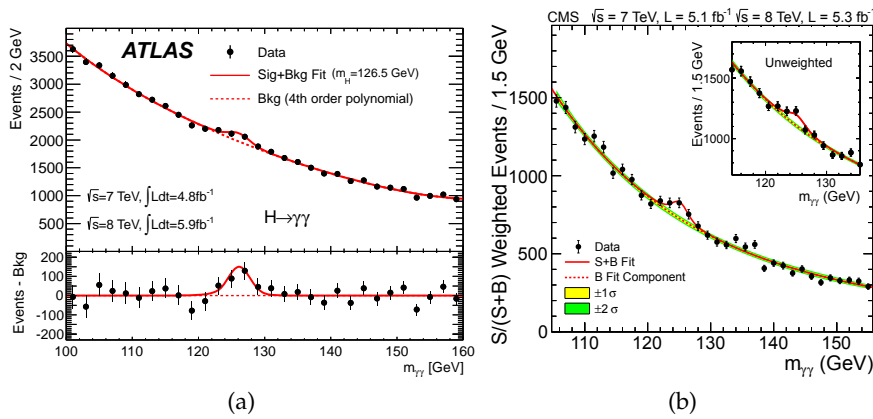 ATLAS
Data
Sig+Bkg Fit (m_H=126.5 GeV)
Bkg (4th order polynomial)
√s=7 TeV, ∫Ldt=4.8fb⁻¹
√s=8 TeV, ∫Ldt=5.9fb⁻¹
H→γγ
Events / 2 GeV
3500
3000
2500
2000
1500
1000
500
0
Events - Bkg
200
100
0
-100
-200
100 110 120 130 140 150 160
m_γγ [GeV]
(a)
CMS √s = 7 TeV, L = 5.1 fb⁻¹ √s = 8 TeV, L = 5.3 fb⁻¹
S/(S+B) Weighted Events / 1.5 GeV
1500
1000
500
0
Unweighted
Events / 1.5 GeV
1500
1000
120 130
m_γγ (GeV)
Data
S+B Fit
B Fit Component
±1σ
±2 σ
110 120 130 140 150
m_γγ (GeV)
(b)